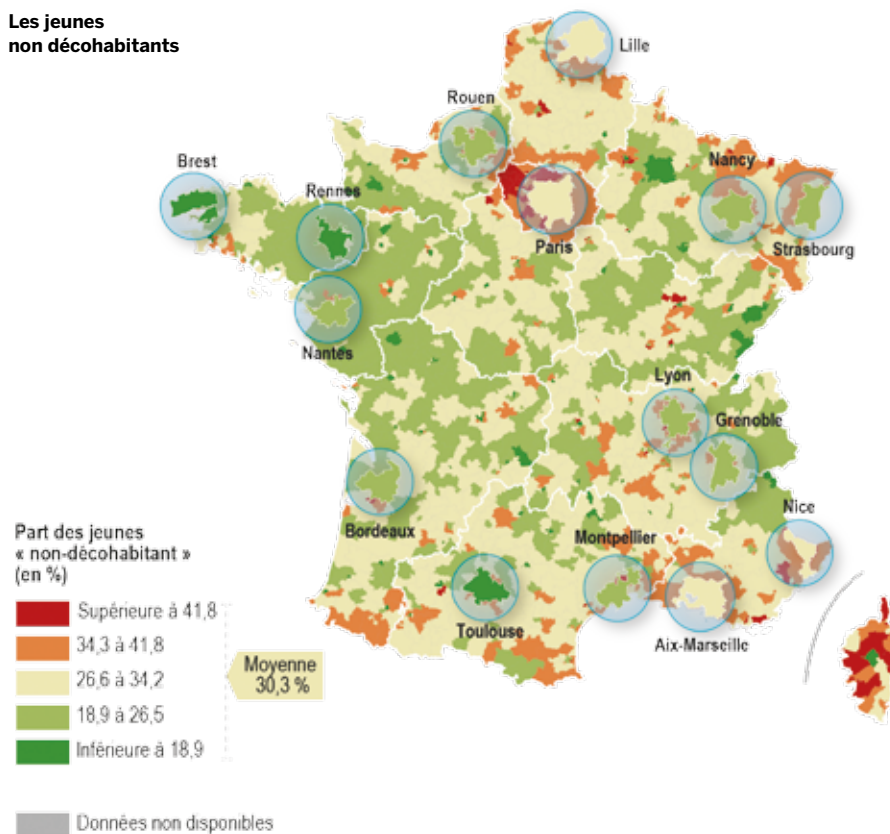 Les jeunes
non décohabitants
Lille
Rouen
Brest
Rennes
Nancy
Paris
Strasbourg
Nantes
Lyon
Grenoble
Nice
Bordeaux
Montpellier
Toulouse
Aix-Marseille
Part des jeunes
« non-décohabitant »
(en %)
Supérieure à 41,8
34,3 à 41,8
26,6 à 34,2
18,9 à 26,5
Inférieure à 18,9
Moyenne
30,3 %
Données non disponibles